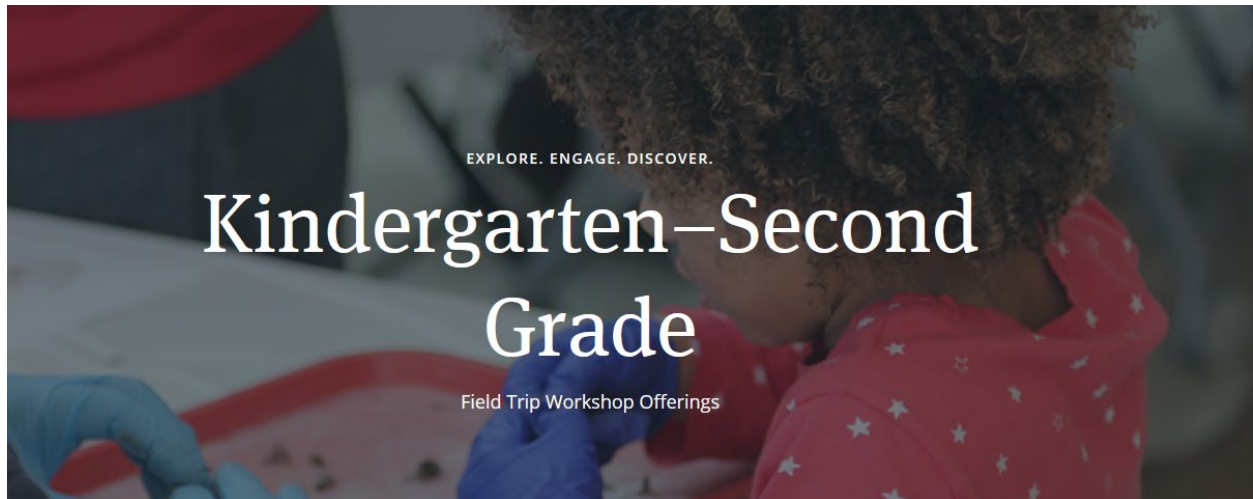 EXPLORE. ENGAGE. DISCOVER.
Kindergarten–Second
Grade
Field Trip Workshop Offerings